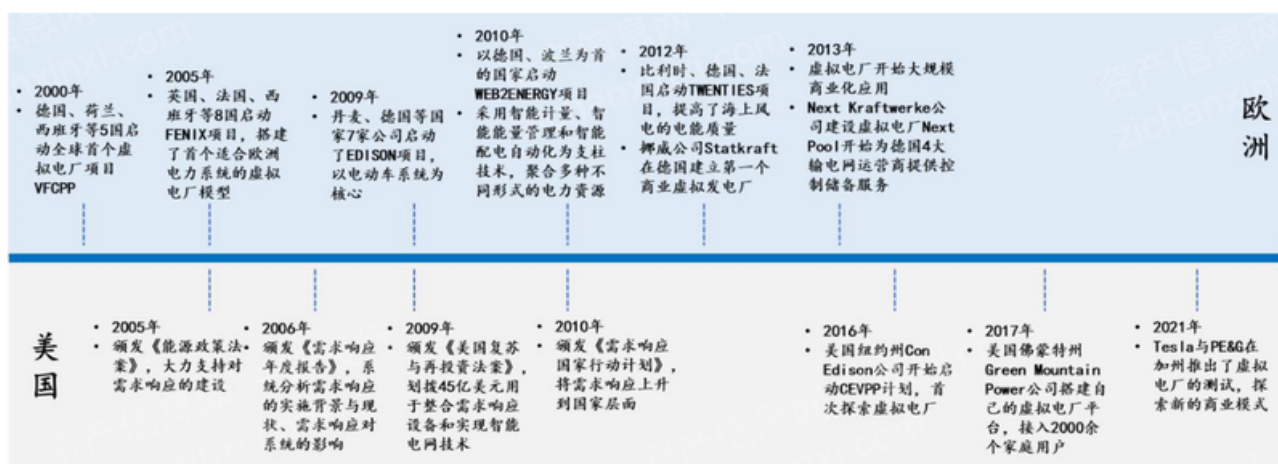 • 2000年
• 德国、荷兰、
西班牙等5国启
动全球首个虚
拟电厂项目
VFCPP
• 2005年
• 英国、法国、西
班牙等8国启动
FENIX项目，搭建
了首个适合欧洲
电力系统的虚拟
电厂模型
• 2009年
• 丹麦、德国等国
家7家公司启动
了EDISON项目，
以电动车系统为
核心
• 2010年
• 以德国、波兰为首
的国家启动
WEB2ENERGY项目
• 采用智能计量、智
能能量管理和智能
配电自动化为支柱
技术，聚合多种不
同形式的电力资源
• 2012年
• 比利时、德国、法
国启动TWENTIES项
目，提高了海上风
电的电能质量
• 挪威公司Statkraft
在德国建立第一个
商业虚拟发电厂
• 2013年
• 虚拟电厂开始大规模
商业化应用
• Next Kraftwerke公
司建设虚拟电厂Next
Pool开始为德国4大
输电网运营商提供控
制储备服务
欧
洲
美
国
• 2005年
• 颁发《能源政策法
案》，大力支持对
需求响应的建设
• 2006年
• 颁发《需求响应
年度报告》，系
统分析需求响应
的实施背景与现
状、需求响应对
系统的影响
• 2009年
• 颁发《美国复苏
与再投资法案》，
划拨45亿美元用
于整合需求响应
设备和实现智能
电网技术
• 2010年
• 颁发《需求响应
国家行动计划》，
将需求响应上升
到国家层面
• 2016年
• 美国纽约州Con
Edison公司开始启
动CEVPP计划，首
次探索虚拟电厂
• 2017年
• 美国佛蒙特州
Green Mountain
Power公司搭建自
己的虚拟电厂平
台，接入2000余
个家庭用户
• 2021年
• Tesla与PE&G在
加州推出了虚拟
电厂的测试，探
索新的商业模式